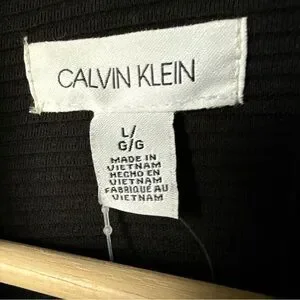 CALVIN KLEIN
L/
G/G
MADE IN
VIETNAM
HECHO EN
VIETNAM
FABRIQUÉ AU
VIETNAM